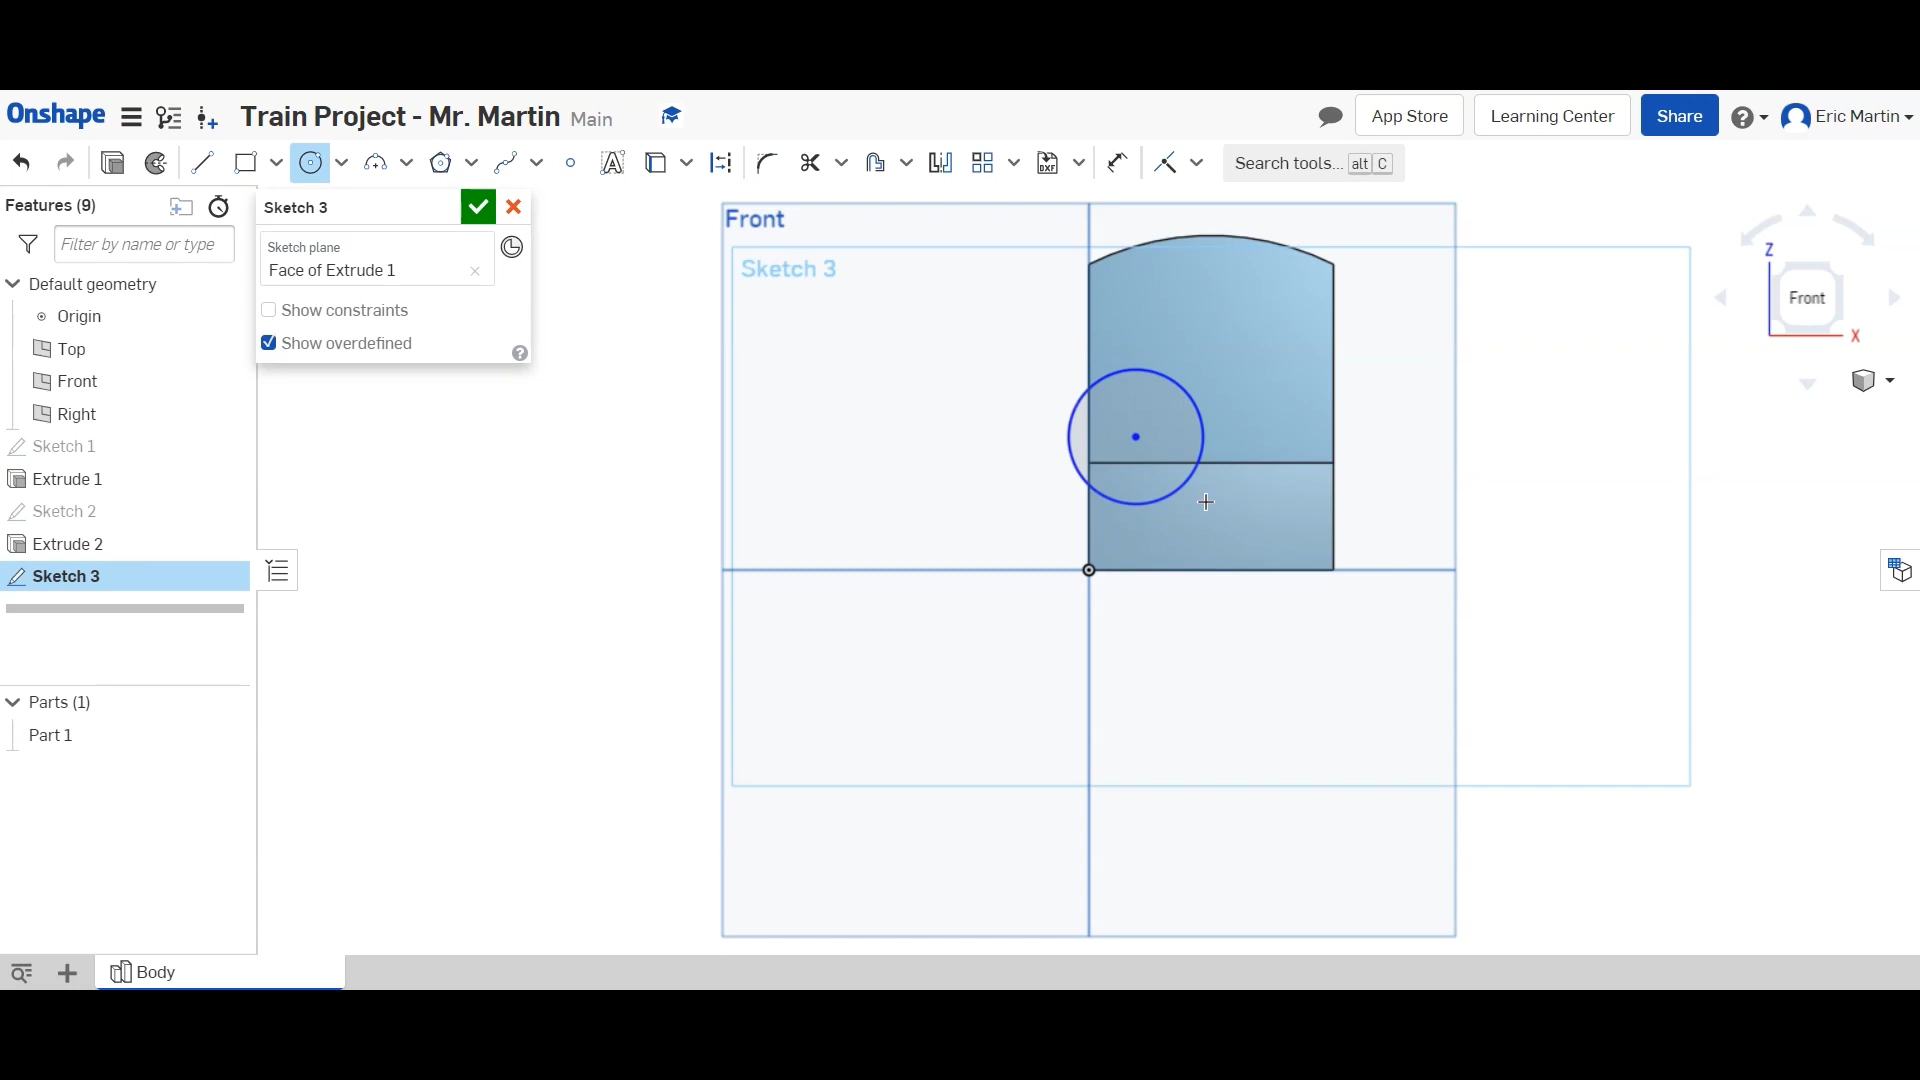 Onshape
Train Project - Mr. Martin Main
App Store
Learning Center
Share
Eric Martin
Search tools... alt C
DXF
Features (9)
Filter by name or type
Default geometry
Origin
Top
Front
Right
Sketch 1
Extrude 1
Sketch 2
Extrude 2
Sketch 3
Parts (1)
Part 1
Sketch 3
Sketch plane
Face of Extrude 1
Show constraints
Show overdefined
Front
Sketch 3
Z
Front
X
Body